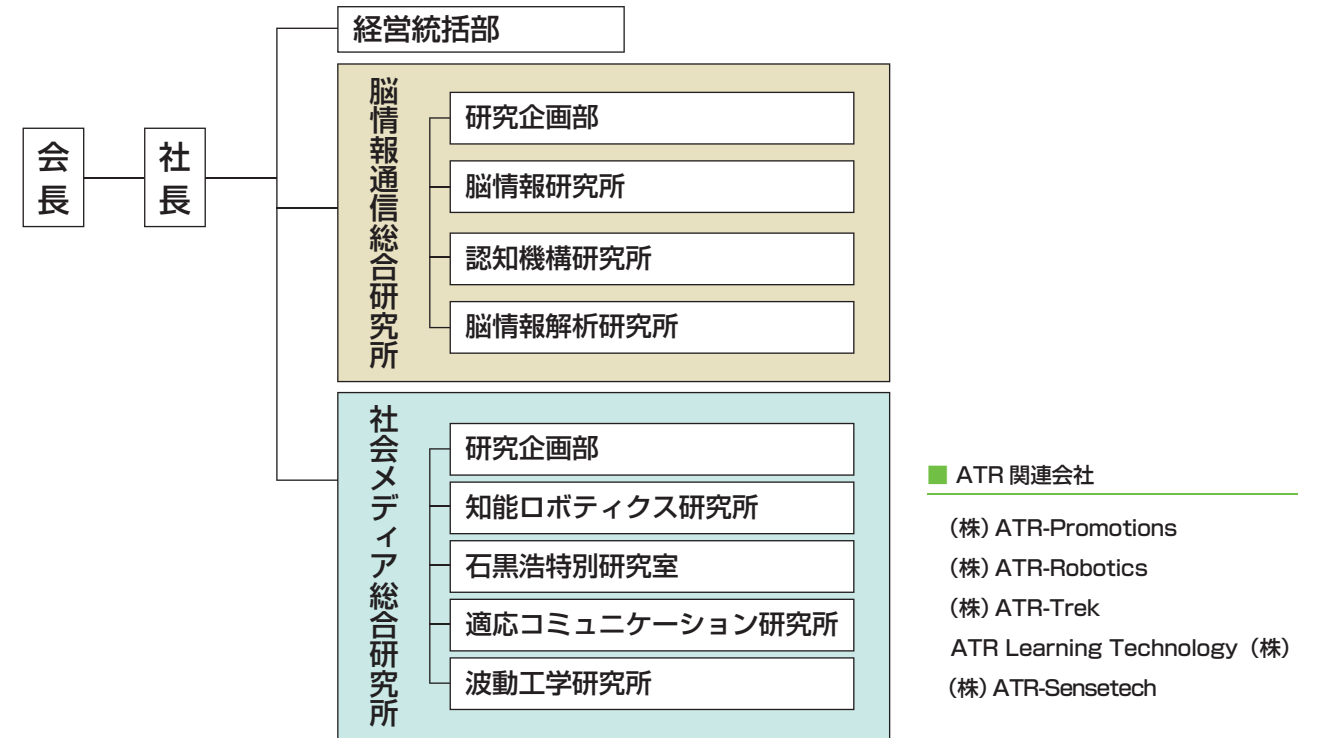 会長
社長
経営統括部
脳情報通信総合研究所
研究企画部
脳情報研究所
認知機構研究所
脳情報解析研究所
社会メディア総合研究所
研究企画部
知能ロボティクス研究所
石黒浩特別研究室
適応コミュニケーション研究所
波動工学研究所
■ ATR 関連会社
(株) ATR-Promotions
(株) ATR-Robotics
(株) ATR-Trek
ATR Learning Technology (株)
(株) ATR-Sensetech